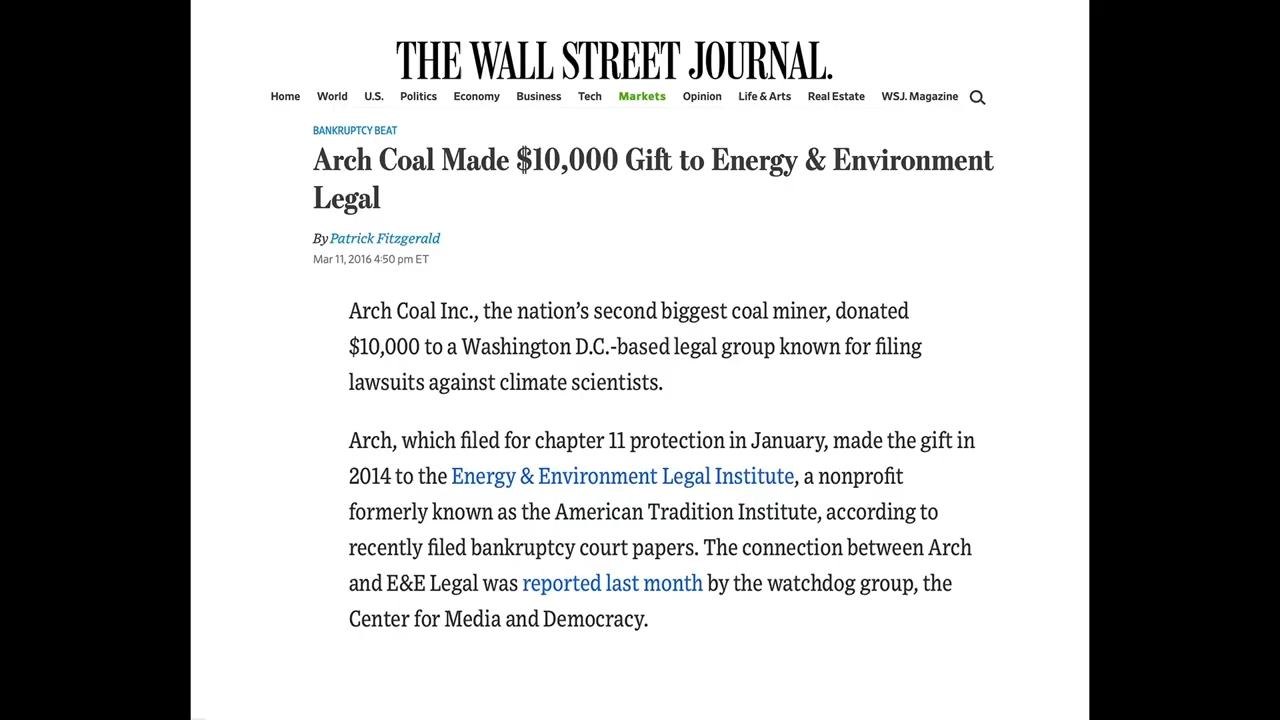 THE WALL STREET JOURNAL.
Home World U.S. Politics Economy Business Tech Markets Opinion Life & Arts Real Estate WSJ. Magazine
BANKRUPTCY BEAT
Arch Coal Made $10,000 Gift to Energy & Environment
Legal
By Patrick Fitzgerald
Mar 11, 2016 4:50 pm ET
Arch Coal Inc., the nation’s second biggest coal miner, donated
$10,000 to a Washington D.C.-based legal group known for filing
lawsuits against climate scientists.
Arch, which filed for chapter 11 protection in January, made the gift in
2014 to the Energy & Environment Legal Institute, a nonprofit
formerly known as the American Tradition Institute, according to
recently filed bankruptcy court papers. The connection between Arch
and E&E Legal was reported last month by the watchdog group, the
Center for Media and Democracy.